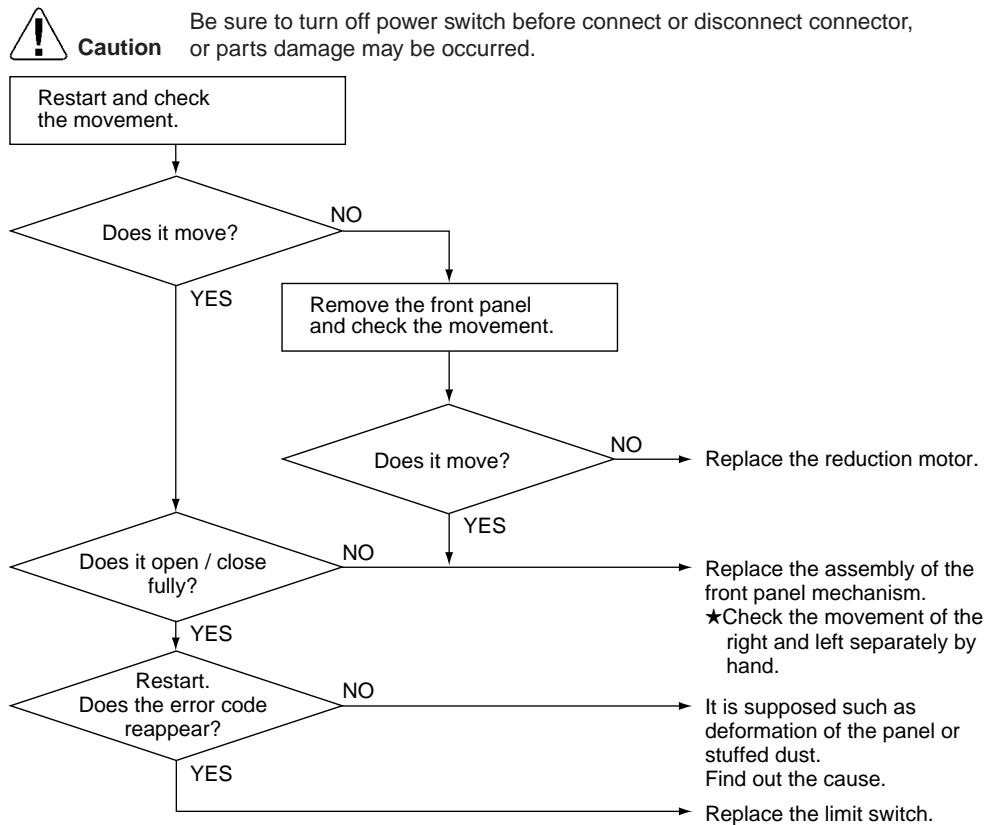 Be sure to turn off power switch before connect or disconnect connector,
Caution or parts damage may be occurred.
Restart and check
the movement.
Does it move?
NO
YES
Remove the front panel
and check the movement.
Does it move?
NO
Replace the reduction motor.
YES
Does it open / close
fully?
NO
Replace the assembly of the
front panel mechanism.
★Check the movement of the
right and left separately by
hand.
YES
Restart.
Does the error code
reappear?
NO
It is supposed such as
deformation of the panel or
stuffed dust.
Find out the cause.
YES
Replace the limit switch.